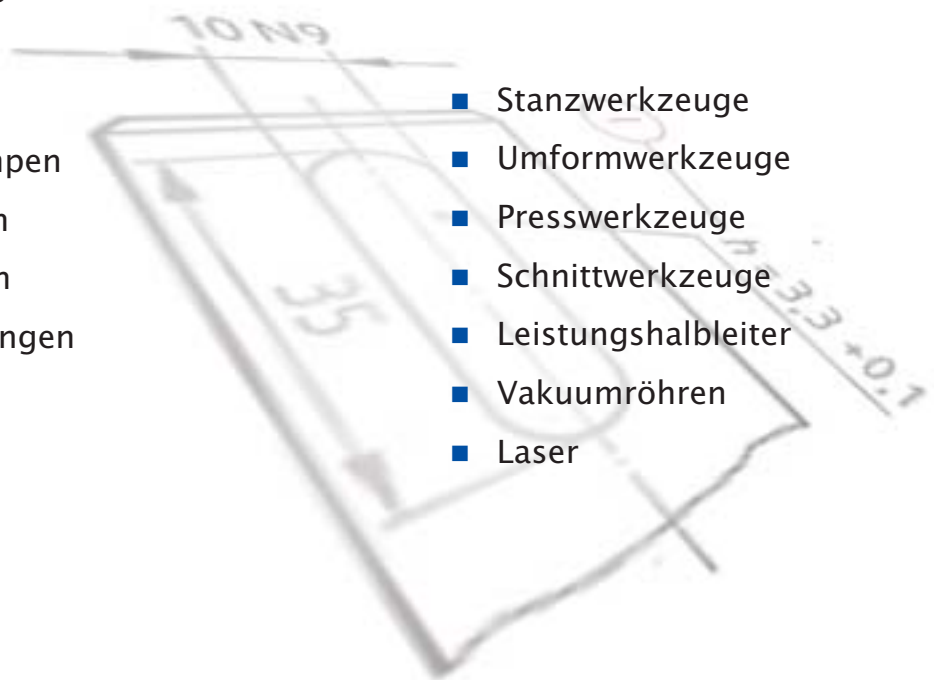 10 N9
35
h = 3,3 +0,1
Stanzwerkzeuge
Umformwerkzeuge
Presswerkzeuge
Schnittwerkzeuge
Leistungshalbleiter
Vakuumröhren
Laser